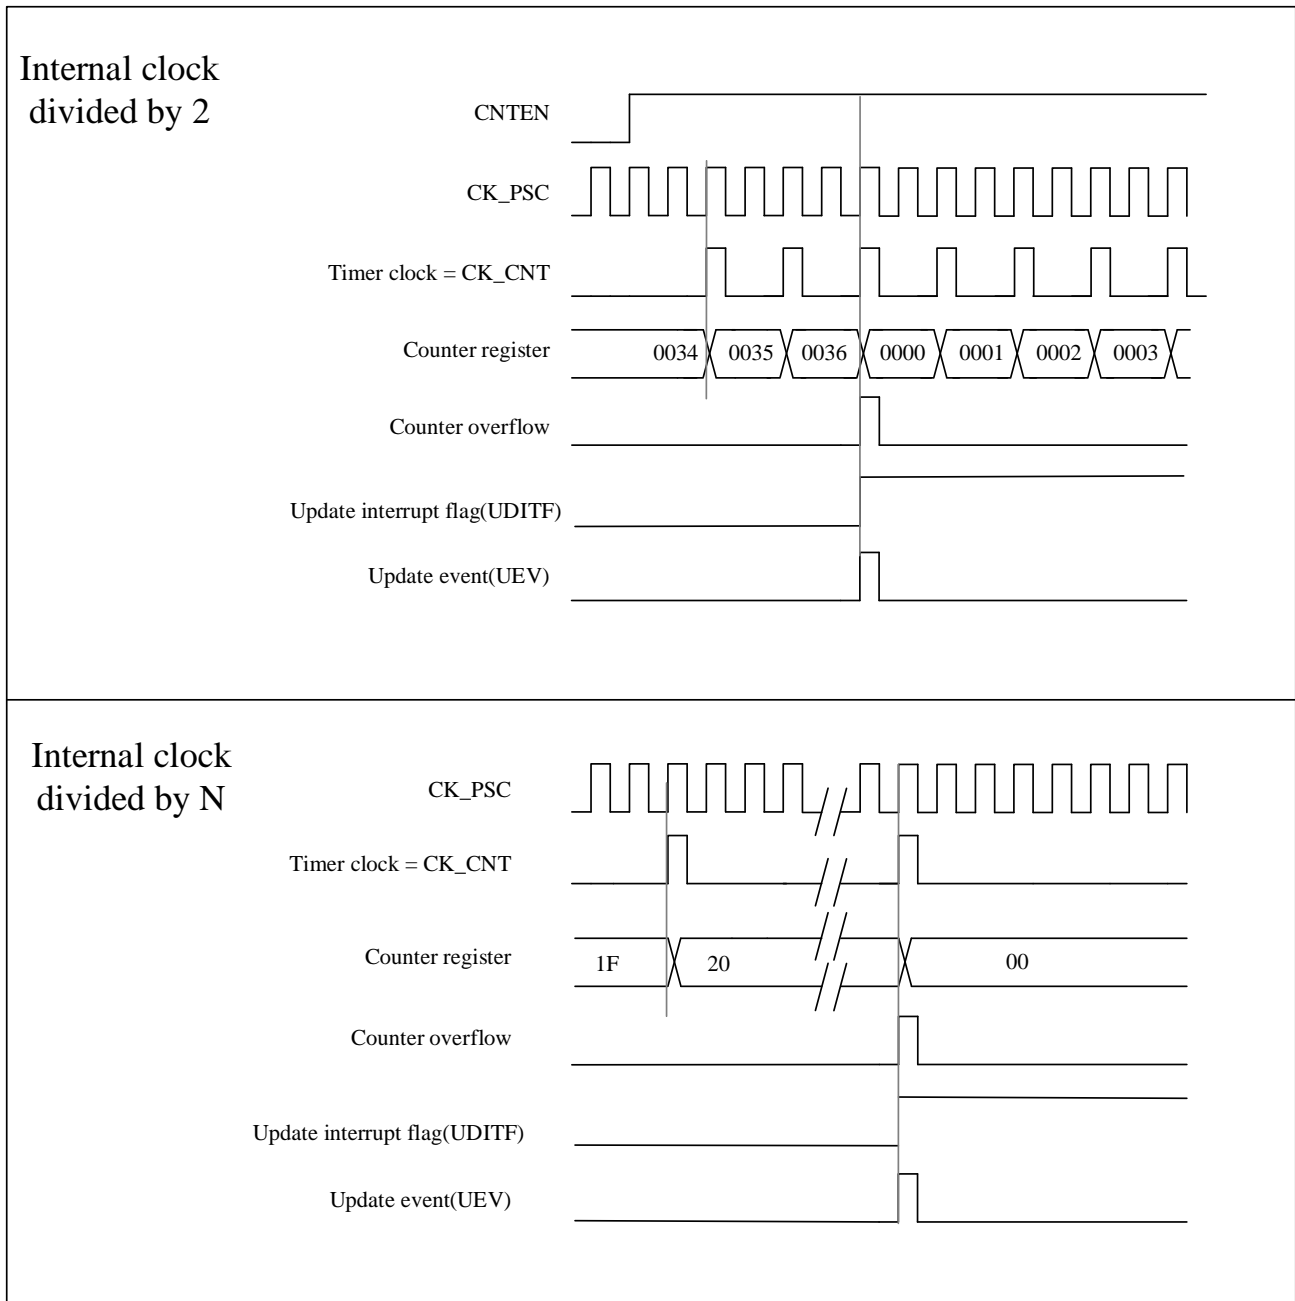 Internal clock
divided by 2
CNTEN
CK_PSC
Timer clock = CK_CNT
Counter register
0034 0035 0036 0000 0001 0002 0003
Counter overflow
Update interrupt flag(UDITF)
Update event(UEV)
Internal clock
divided by N
CK_PSC
Timer clock = CK_CNT
Counter register
1F 20 00
Counter overflow
Update interrupt flag(UDITF)
Update event(UEV)